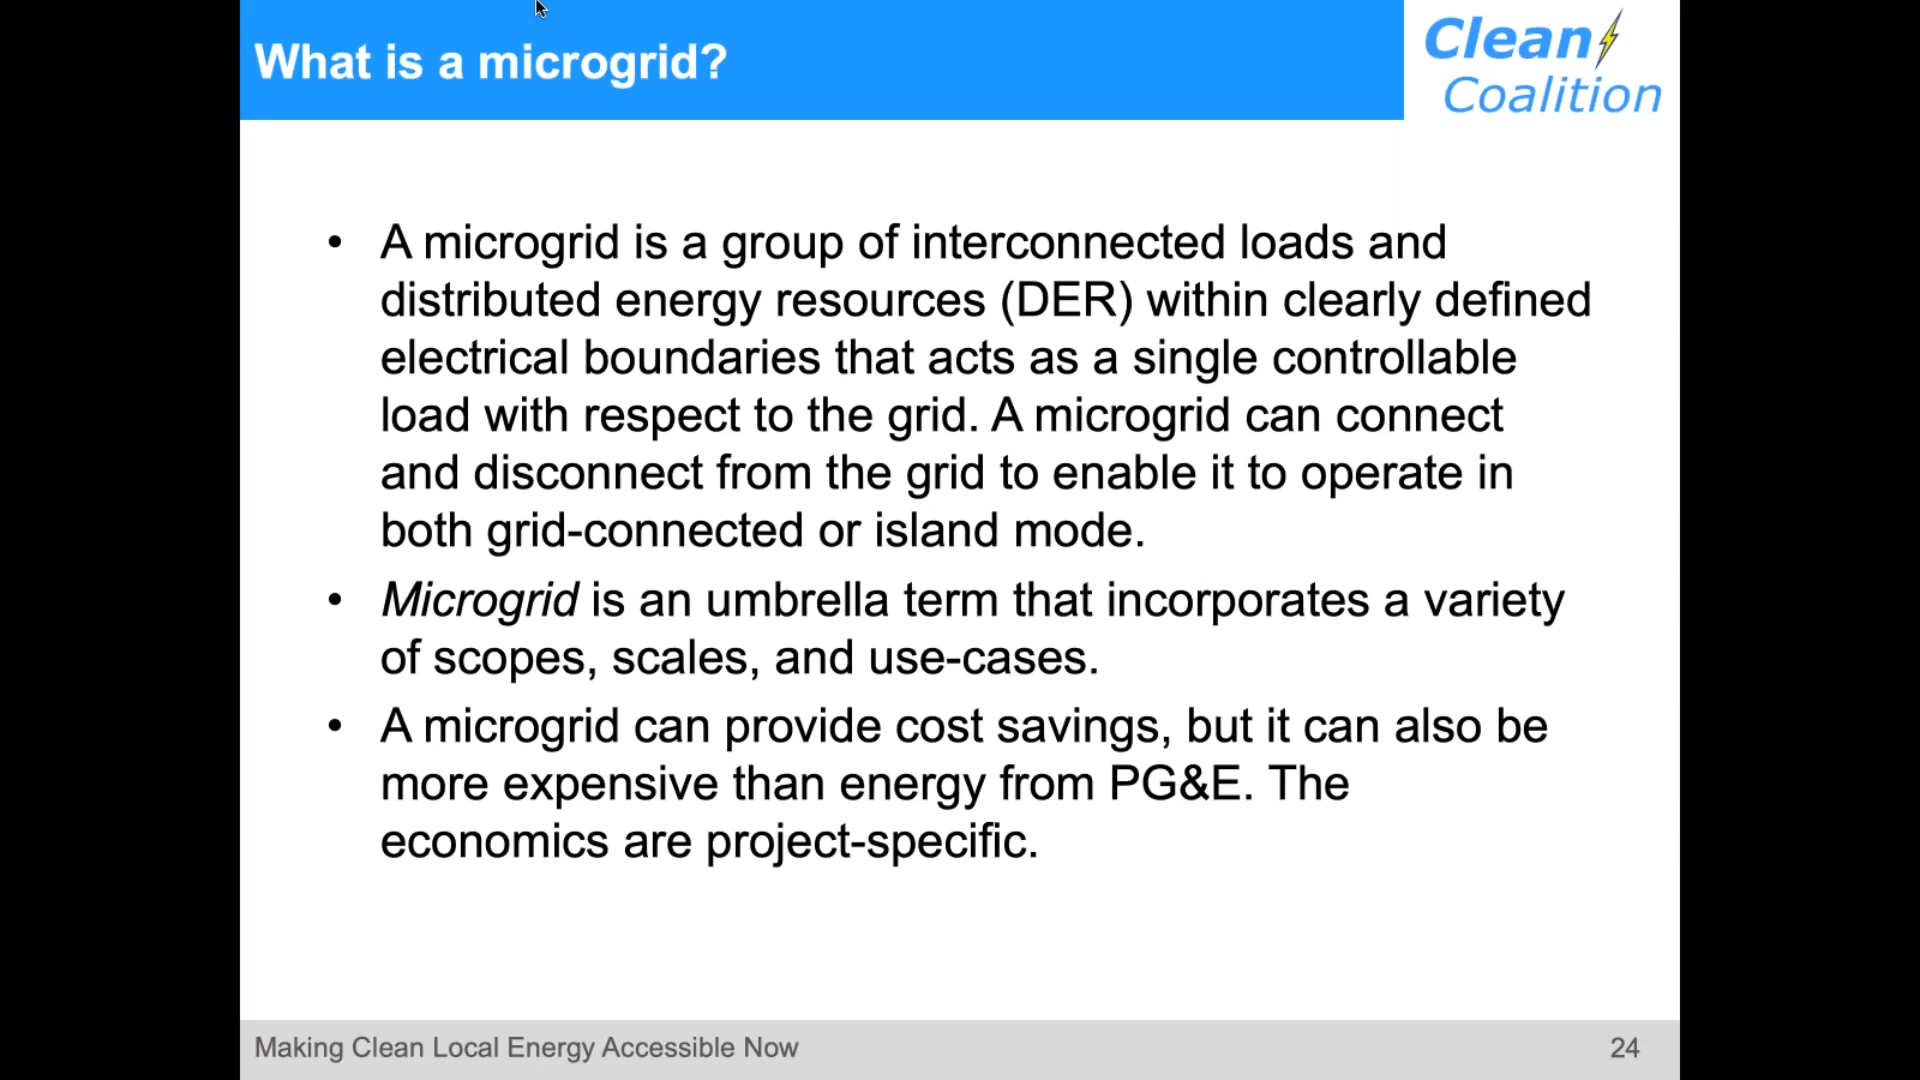 What is a microgrid?
Clean
Coalition
• A microgrid is a group of interconnected loads and
distributed energy resources (DER) within clearly defined
electrical boundaries that acts as a single controllable
load with respect to the grid. A microgrid can connect
and disconnect from the grid to enable it to operate in
both grid-connected or island mode.
• Microgrid is an umbrella term that incorporates a variety
of scopes, scales, and use-cases.
• A microgrid can provide cost savings, but it can also be
more expensive than energy from PG&E. The
economics are project-specific.
Making Clean Local Energy Accessible Now
24